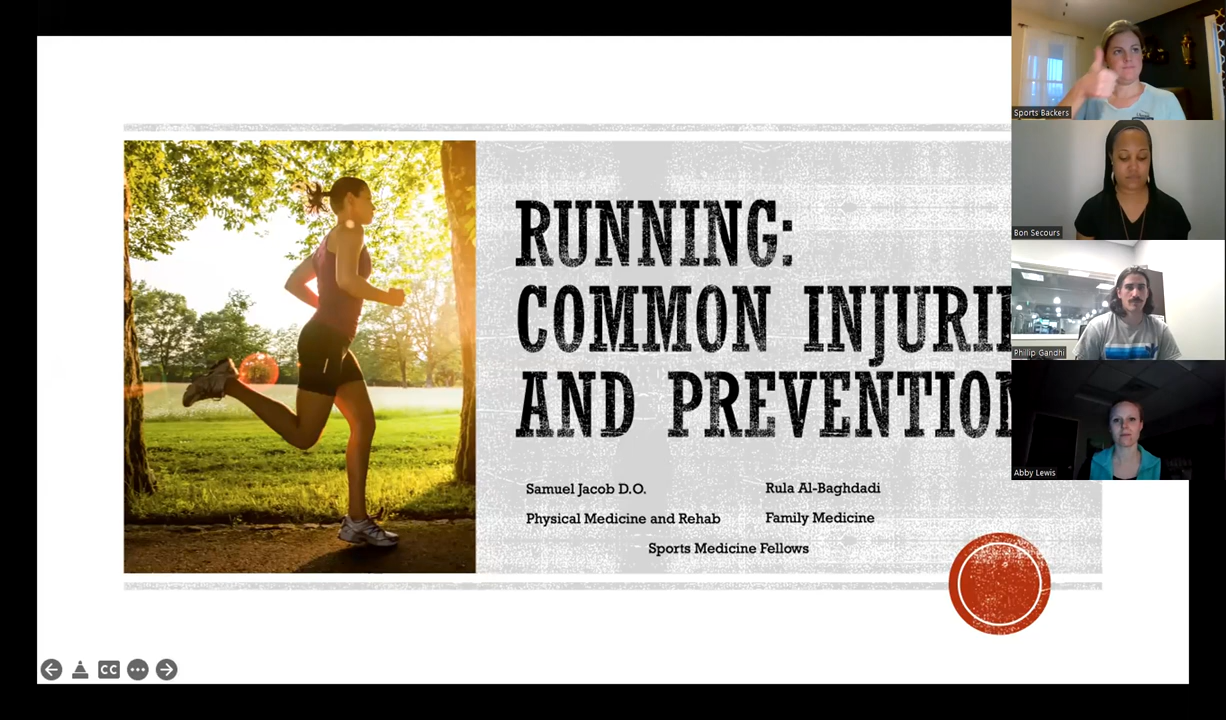 RUNNING:
COMMON INJURI
AND PREVENTION
Samuel Jacob D.O.
Rula Al-Baghdadi
Physical Medicine and Rehab
Family Medicine
Sports Medicine Fellows
Sports Backers
Bon Secours
Phillip Gandhi
Abby Lewis
CC